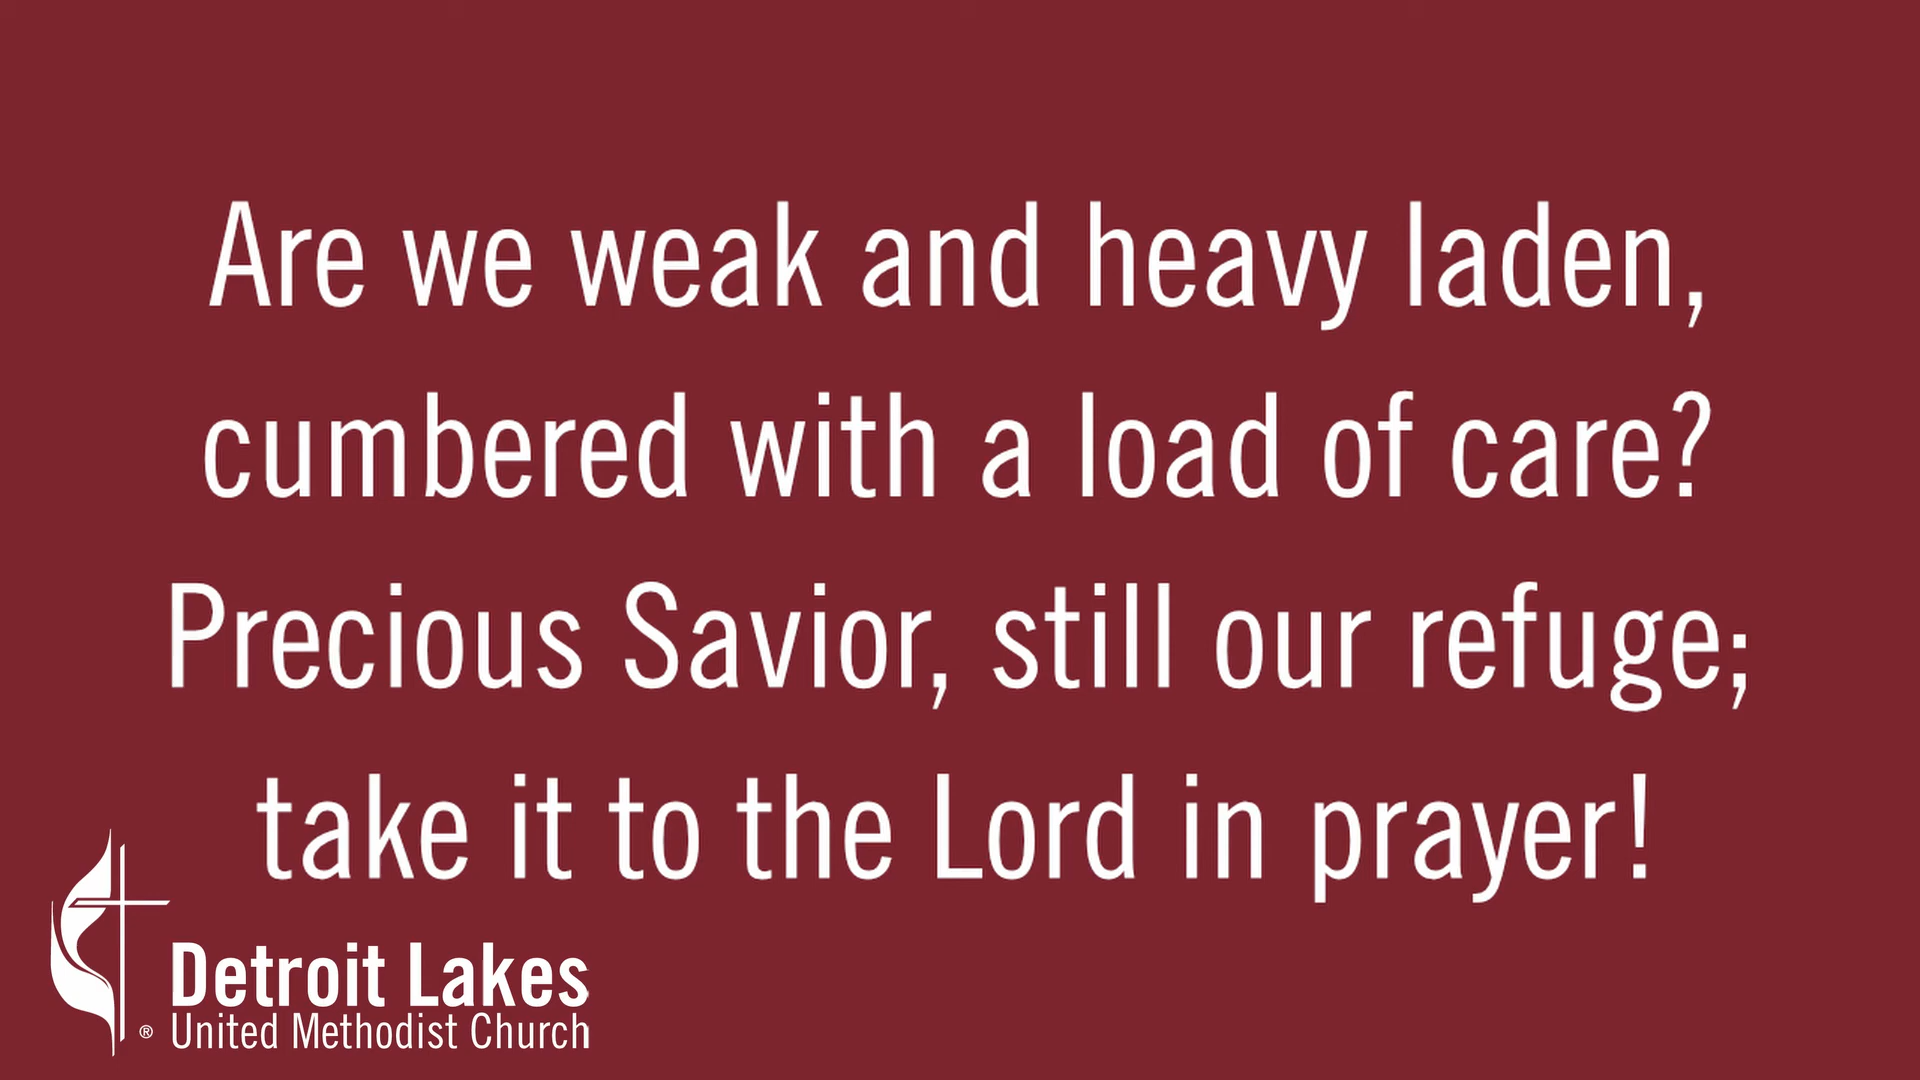 Are we weak and heavy laden,
cumbered with a load of care?
Precious Savior, still our refuge;
take it to the Lord in prayer!
Detroit Lakes
® United Methodist Church